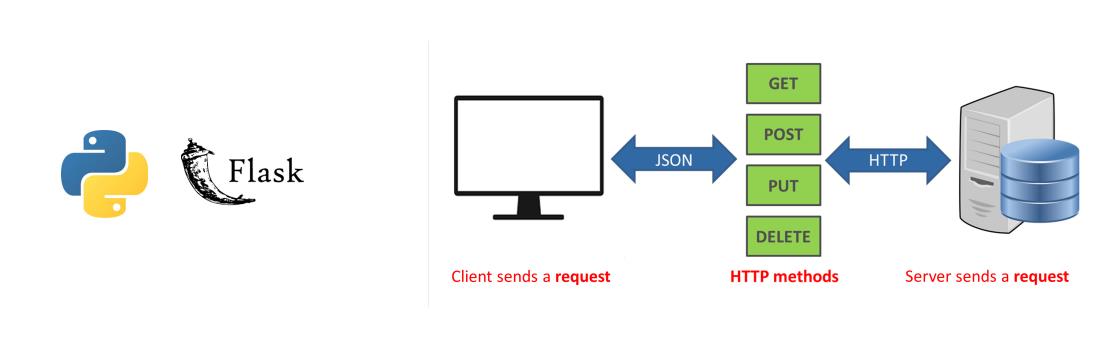 Flask
GET
POST
PUT
DELETE
JSON
HTTP
Client sends a request
HTTP methods
Server sends a request